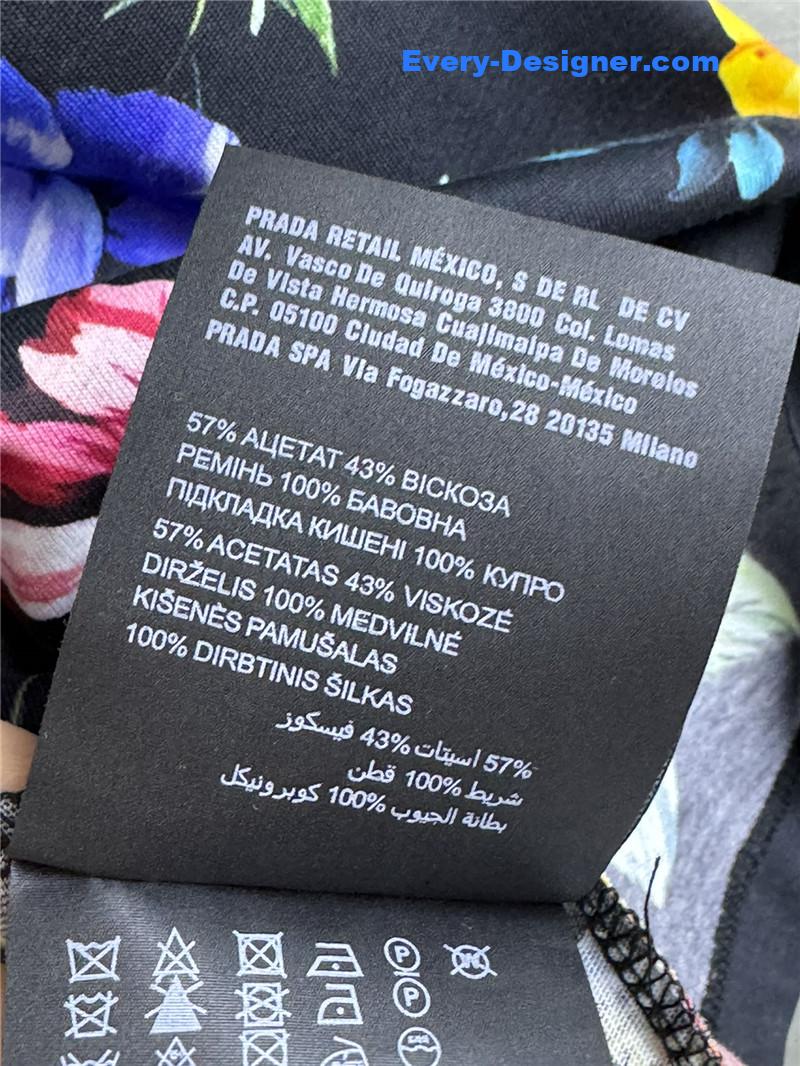 Every-Designer.com
PRADA RETAIL MÉXICO, S DE RL DE CV
AV. Vasco De Quiroga 3800 Col. Lomas
De Vista Hermosa Cuajimalpa De Morelos
C.P. 05100 Ciudad De México-México
PRADA SPA Via Fogazzaro,28 20135 Milano
57% АЦЕТАТ 43% ВІСКОЗА
РЕМІНЬ 100% БАВОВНА
ПІДКЛАДКА КИШЕНІ 100% КУПРО
57% ACETATAS 43% VISKOZĖ
DIRŽELIS 100% MEDVILNĖ
KIŠENĖS PAMUŠALAS
100% DIRBTINIS ŠILKAS
57% اسيتات 43% فيسكوز
شريط 100% قطن
بطانة الجيوب 100% كوبرونيكل
P
P